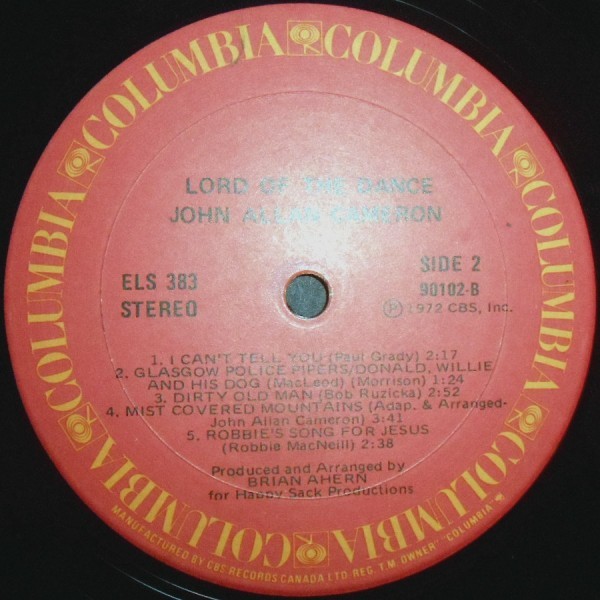 COLUMBIA COLUMBIA COLUMBIA COLUMBIA COLUMBIA COLUMBIA COLUMBIA COLUMBIA
LORD OF THE DANCE
JOHN ALLAN CAMERON
ELS 383
STEREO
SIDE 2
90102-B
Ⓟ1972 CBS, Inc.
1. I CAN'T TELL YOU (Paul Grady) 2:17
2. GLASGOW POLICE PIPERS/DONALD, WILLIE
AND HIS DOG (MacLeod) (Morrison) 1:24
3. DIRTY OLD MAN (Bob Ruzicka) 2:52
4. MIST COVERED MOUNTAINS (Adap. & Arranged-
John Allan Cameron) 3:41
5. ROBBIE'S SONG FOR JESUS
(Robbie MacNeill) 2:38
Produced and Arranged by
BRIAN AHERN
for Happy Sack Productions
MANUFACTURED BY CBS RECORDS CANADA LTD. REG. T.M. OWNER "COLUMBIA"